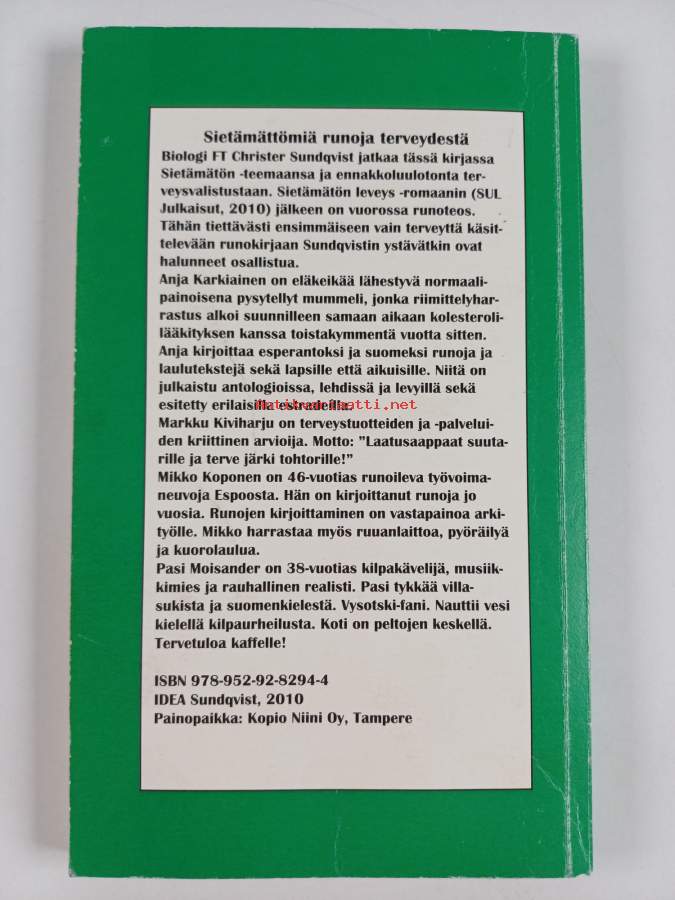 Sietämättömiä runoja terveydestä
Biologi FT Christer Sundqvist jatkaa tässä kirjassa
Sietämätön -teemaansa ja ennakkoluulotonta ter-
veysvalistustaan. Sietämätön leveys -romaanin (SUL
Julkaisut, 2010) jälkeen on vuorossa runoteos.
Tähän tiettävästi ensimmäiseen vain terveyttä käsit-
televään runokirjaan Sundqvistin ystävätkin ovat
halunneet osallistua.
Anja Karkiainen on eläkeikää lähestyvä normaali-
painoisena pysytellyt mummeli, jonka riimittelyhar-
rastus alkoi suunnilleen samaan aikaan kolesteroli-
lääkityksen kanssa toistakymmentä vuotta sitten.
Anja kirjoittaa esperantoksi ja suomeksi runoja ja
laulutekstejä sekä lapsille että aikuisille. Niitä on
julkaistu antologioissa, lehdissä ja levyillä sekä
esitetty erilaisilla estradeilla.
Markku Kiviharju on terveystuotteiden ja -palvelui-
den kriittinen arvioija. Motto: ”Laatusaappaat suuta-
rille ja terve järki tohtorille!”
Mikko Koponen on 46-vuotias runoileva työvoima-
neuvoja Espoosta. Hän on kirjoittanut runoja jo
vuosia. Runojen kirjoittaminen on vastapainoa arki-
työlle. Mikko harrastaa myös ruuanlaittoa, pyöräilyä
ja kuorolaulua.
Pasi Moisander on 38-vuotias kilpakävelijä, musiik-
kimies ja rauhallinen realisti. Pasi tykkää villa-
sukista ja suomenkielestä. Vysotski-fani. Nauttii vesi
kielellä kilpaurheilusta. Koti on peltojen keskellä.
Tervetuloa kaffelle!
ISBN 978-952-92-8294-4
IDEA Sundqvist, 2010
Painopaikka: Kopio Niini Oy, Tampere